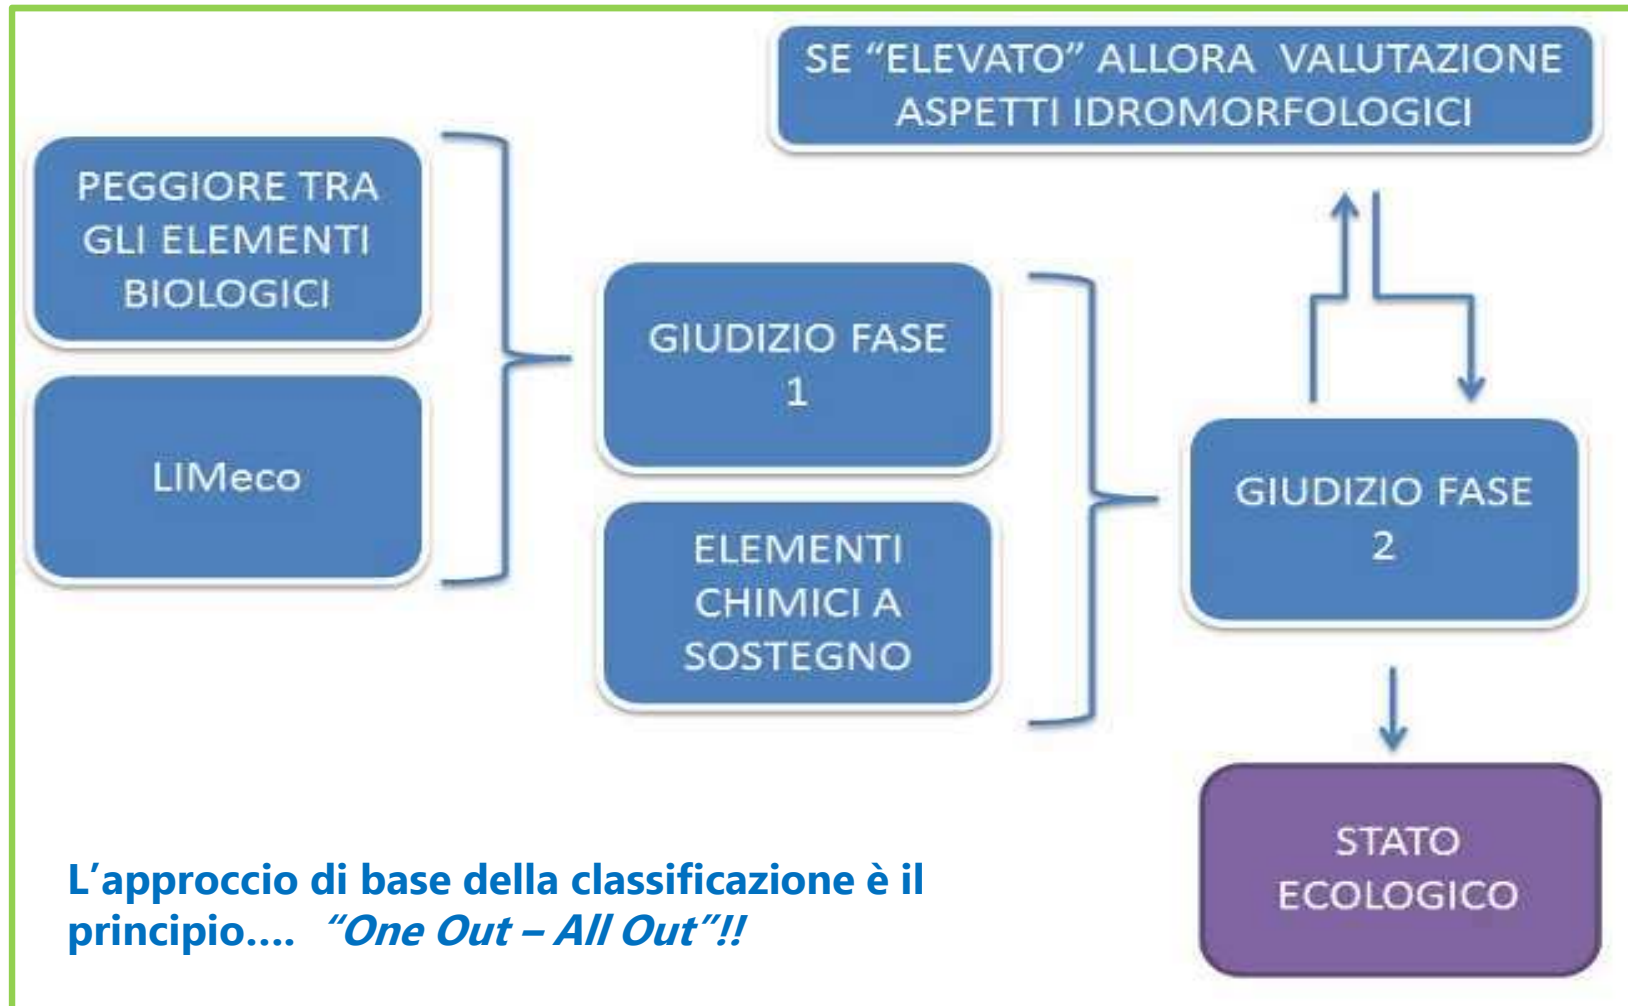 SE “ELEVATO” ALLORA VALUTAZIONE
ASPETTI IDROMORFOLOGICI
PEGGIORE TRA
GLI ELEMENTI
BIOLOGICI
LIMeco
GIUDIZIO FASE
1
ELEMENTI
CHIMICI A
SOSTEGNO
GIUDIZIO FASE
2
STATO
ECOLOGICO
L’approccio di base della classificazione è il
principio.... “One Out – All Out”!!